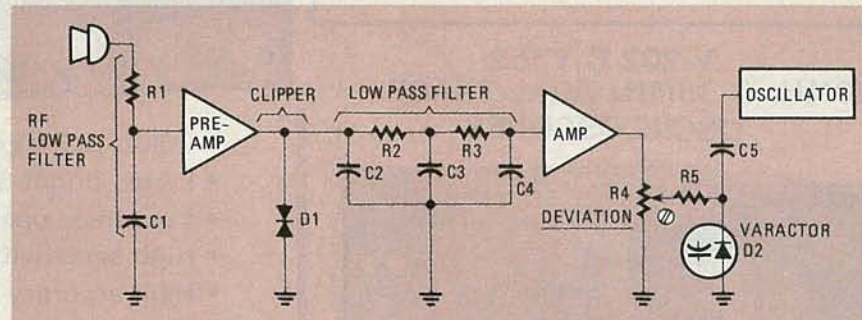 R1
RF
LOW PASS
FILTER
C1
PRE-
AMP
CLIPPER
D1
LOW PASS FILTER
R2
R3
C2
C3
C4
AMP
R4
DEVIATION
R5
C5
OSCILLATOR
VARACTOR
D2